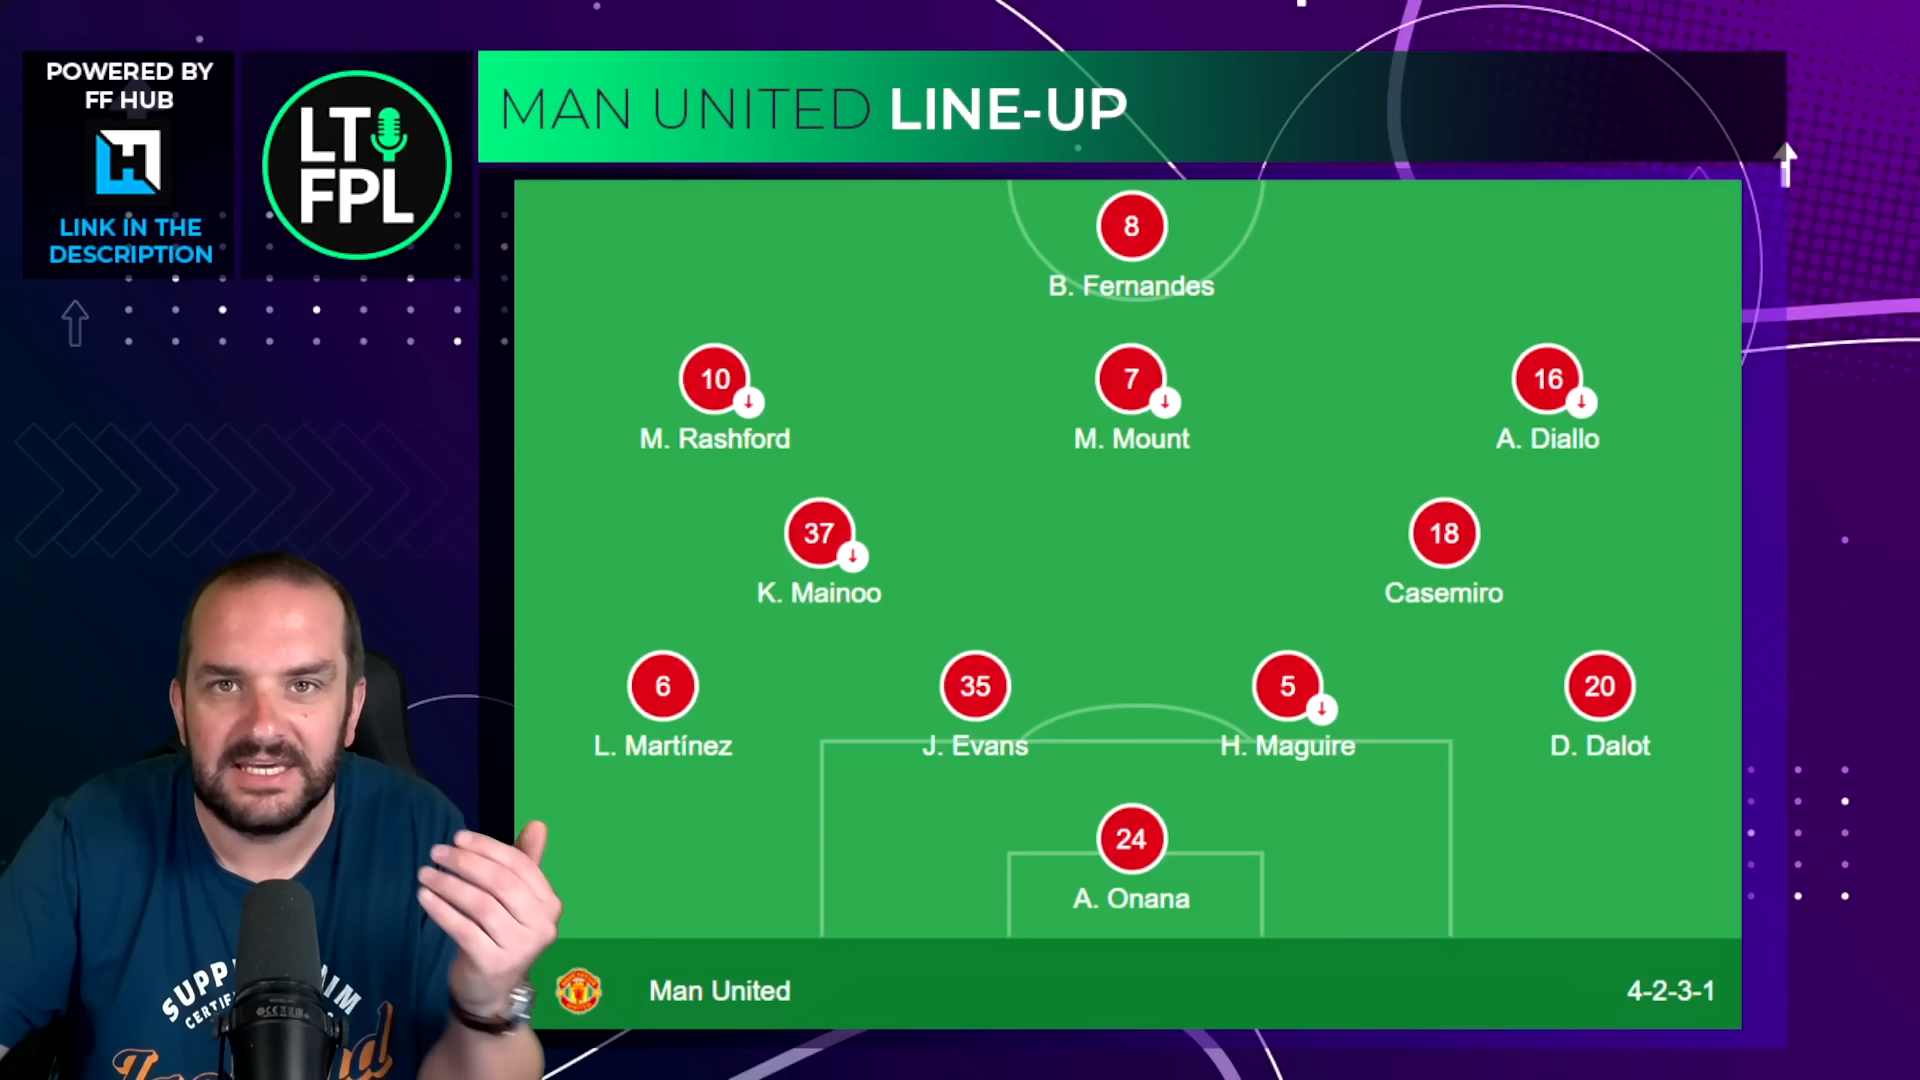 POWERED BY
FF HUB
LINK IN THE
DESCRIPTION
LT
FPL
MAN UNITED LINE-UP
8
B. Fernandes
10
M. Rashford
7
M. Mount
16
A. Diallo
37
K. Mainoo
18
Casemiro
6
L. Martínez
35
J. Evans
5
H. Maguire
20
D. Dalot
24
A. Onana
Man United
4-2-3-1